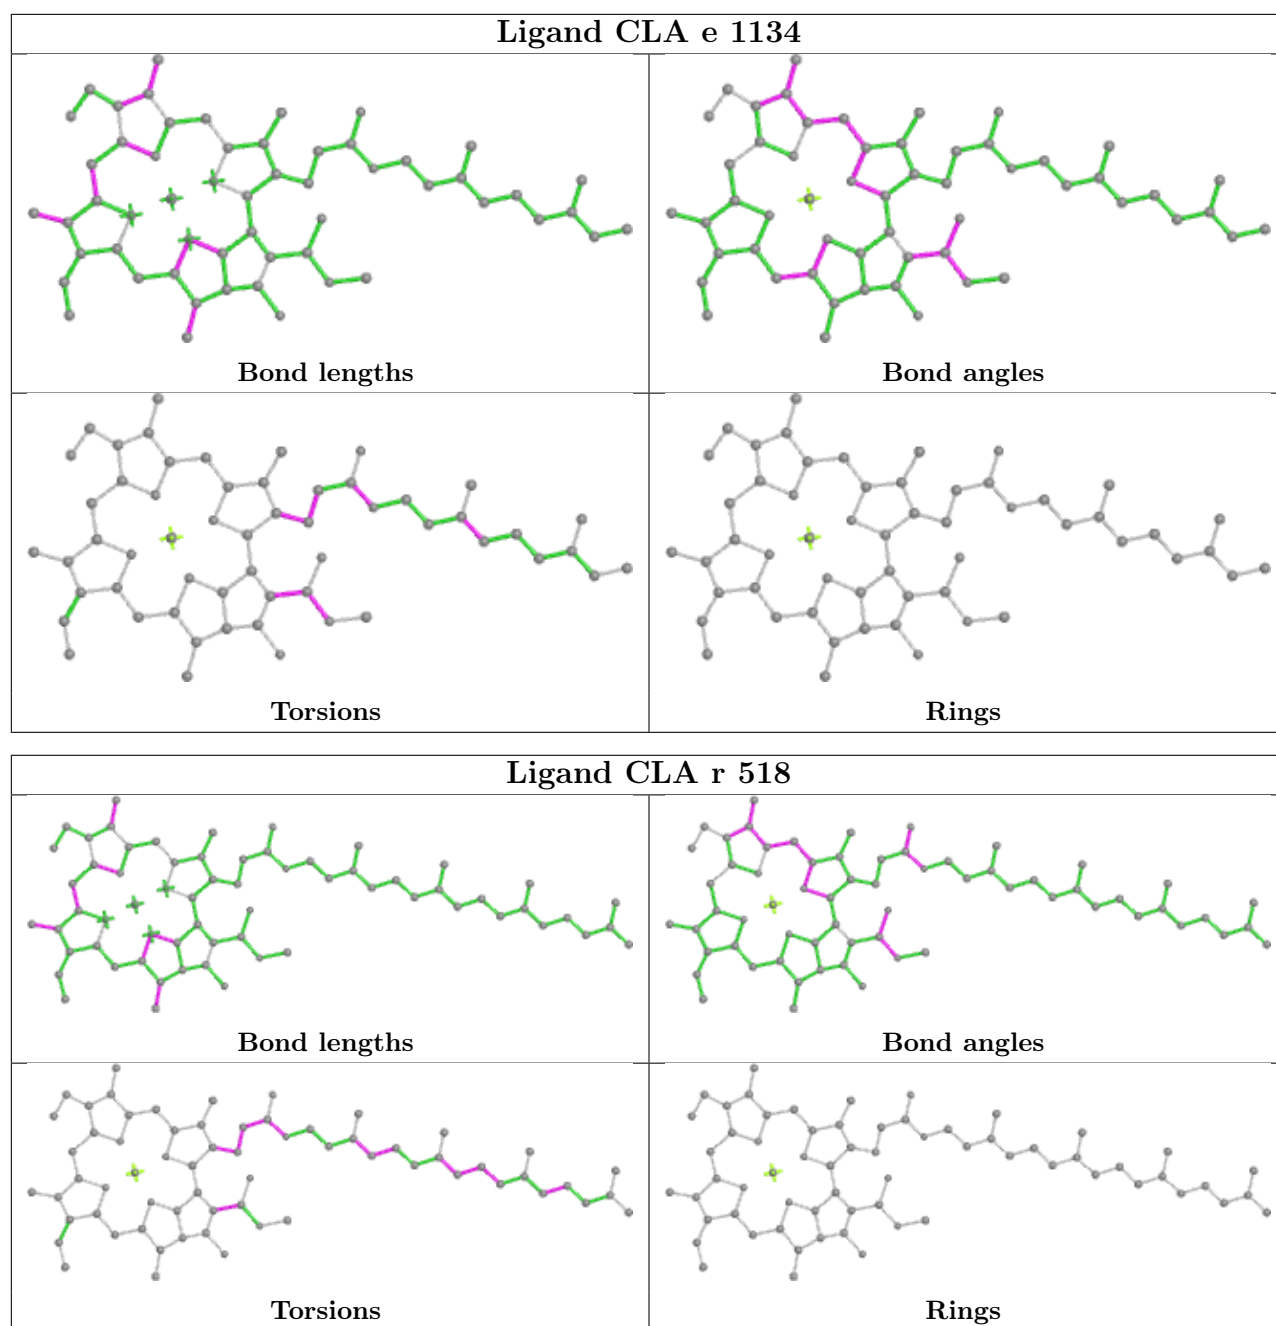 Ligand CLA e 1134
Bond lengths
Bond angles
Torsions
Rings
Ligand CLA r 518
Bond lengths
Bond angles
Torsions
Rings